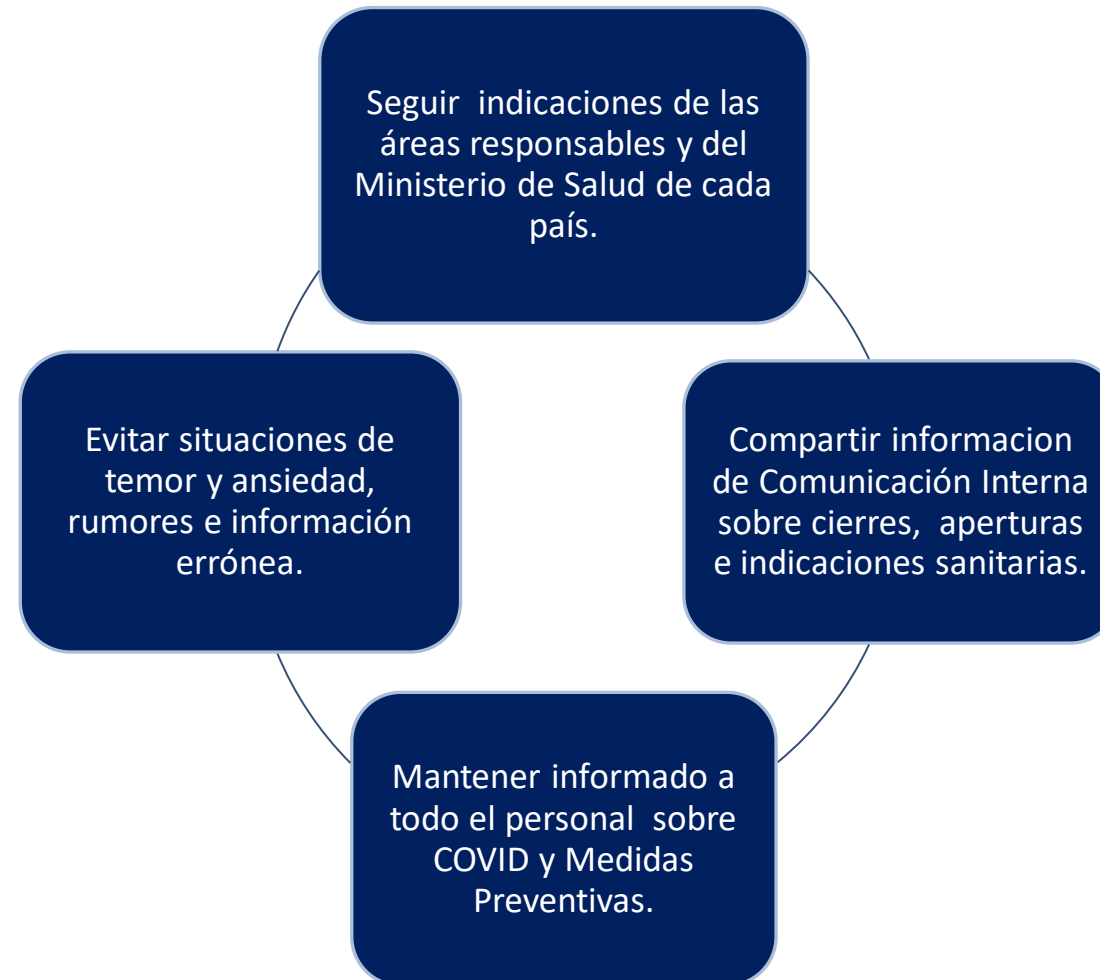 Seguir  indicaciones de las
áreas responsables y del
Ministerio de Salud de cada
país.
Evitar situaciones de
temor y ansiedad,
rumores e información
errónea.
Compartir informacion
de Comunicación Interna
sobre cierres,  aperturas
e indicaciones sanitarias.
Mantener informado a
todo el personal  sobre
COVID y Medidas
Preventivas.